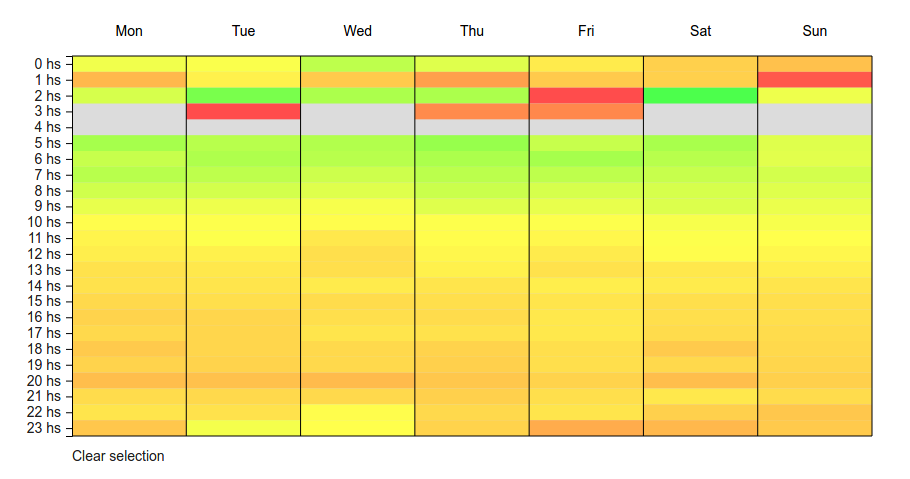 Mon Tue Wed Thu Fri Sat Sun
0 hs
1 hs
2 hs
3 hs
4 hs
5 hs
6 hs
7 hs
8 hs
9 hs
10 hs
11 hs
12 hs
13 hs
14 hs
15 hs
16 hs
17 hs
18 hs
19 hs
20 hs
21 hs
22 hs
23 hs
Clear selection